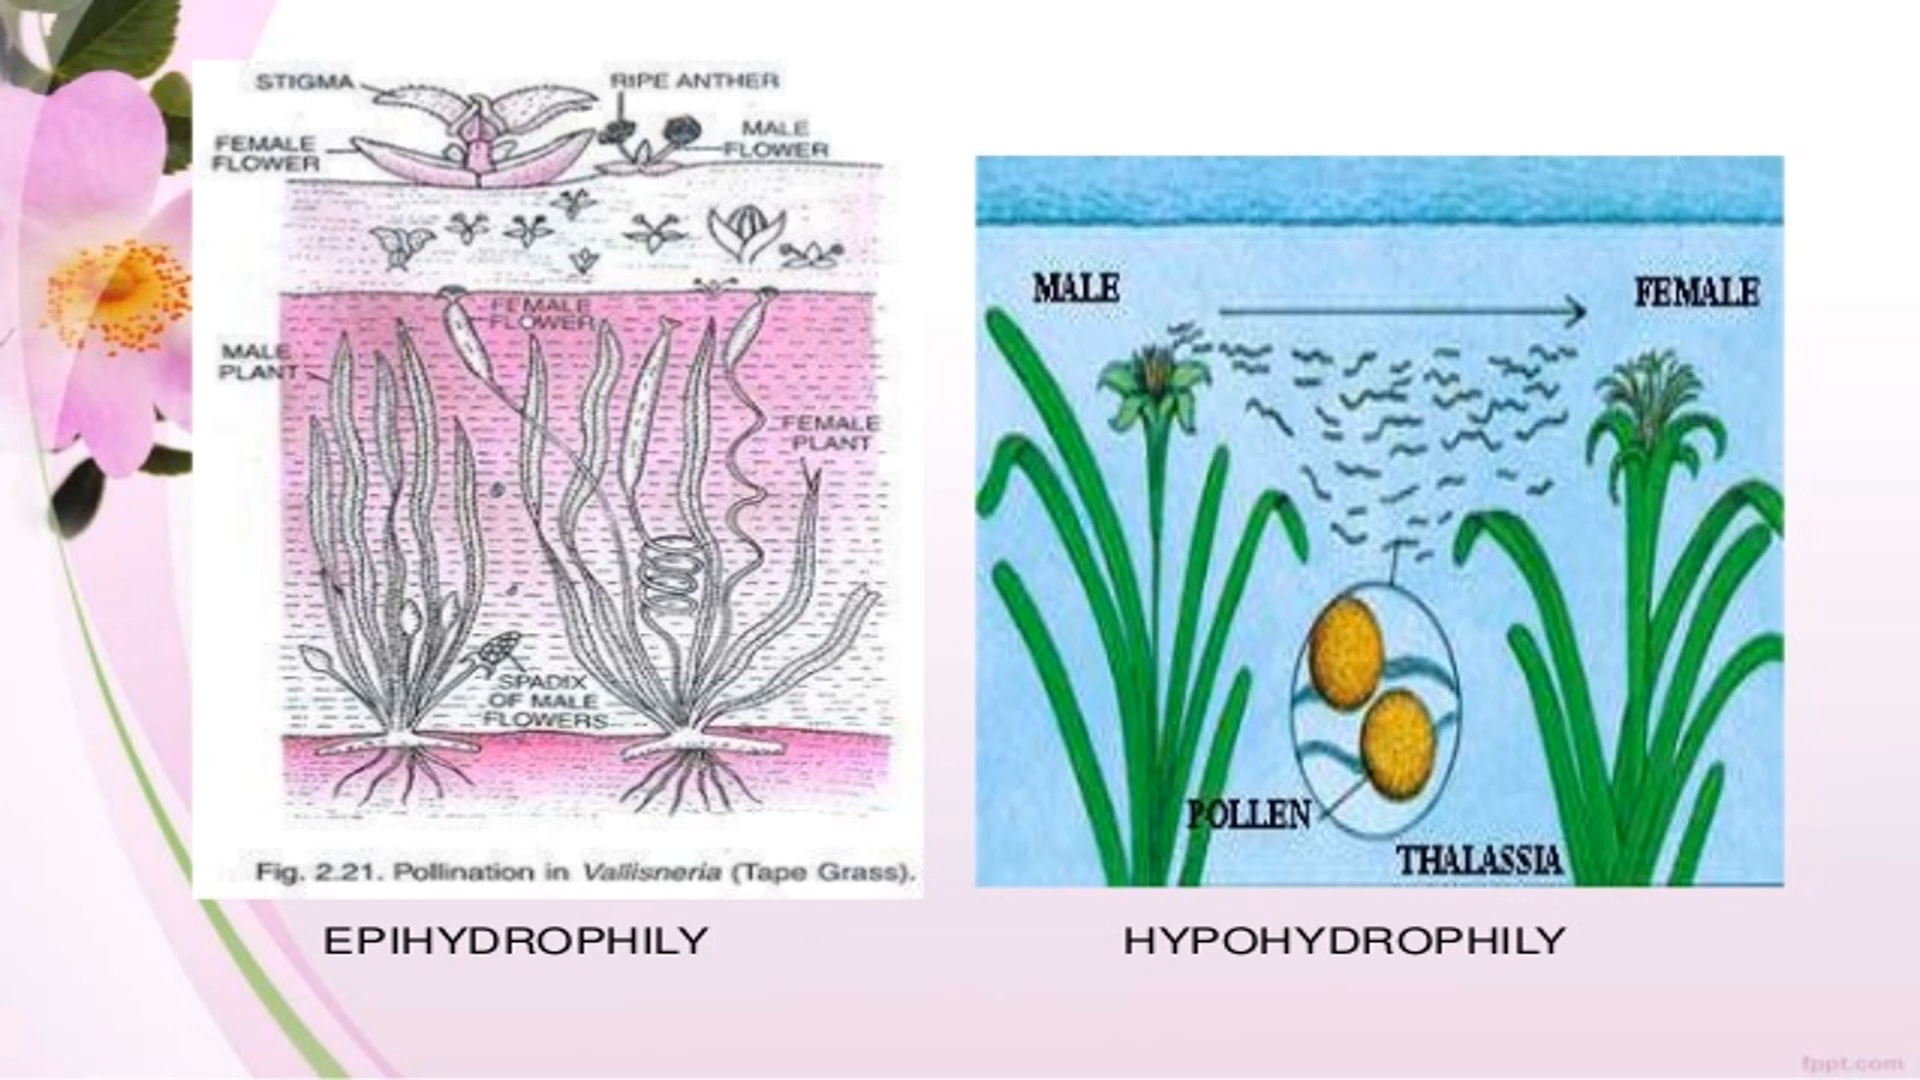 STIGMA
RIPE ANTHER
FEMALE
FLOWER
MALE
FLOWER
FEMALE
FLOWER
MALE
PLANT
FEMALE
PLANT
SPADIX
OF MALE
FLOWERS
Fig. 2.21. Pollination in Vallisneria (Tape Grass).
EPIHYDROPHILY
MALE
FEMALE
POLLEN
THALASSIA
HYPOHYDROPHILY
fppt.com